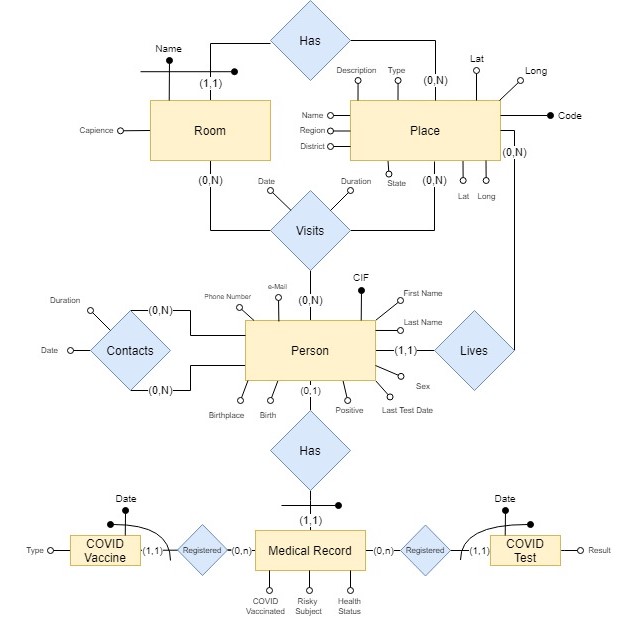 Has
Name
Description
Type
Lat
Long
(1,1)
(0,N)
Capience
Room
Name
Region
District
Place
Code
(0,N)
(0,N)
Date
Duration
(0,N)
State
Lat
Long
Visits
Duration
(0,N)
Phone Number
e-Mail
(0,N)
CIF
First Name
Last Name
Date
Contacts
Person
(1,1)
Lives
(0,N)
Birthplace
Birth
(0,1)
Positive
Last Test Date
Sex
Has
Date
Date
(1,1)
Type
COVID
Vaccine
(1,1)
Registered
(0,n)
Medical Record
(0,n)
Registered
(1,1)
COVID
Test
Result
COVID
Vaccinated
Risky
Subject
Health
Status